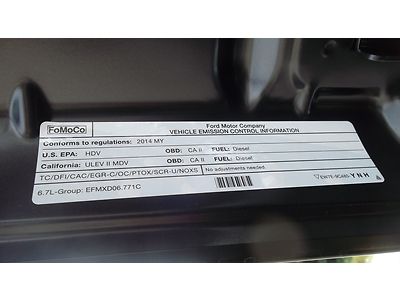 FoMoCo
Ford Motor Company
VEHICLE EMISSION CONTROL INFORMATION
Conforms to regulations: 2014 MY
U.S. EPA: HDV OBD: CA II FUEL: Diesel
California: ULEV II MDV OBD: CA II FUEL: Diesel
TC/DFI/CAC/EGR-C/OC/PTOX/SCR-U/NOXS No adjustments needed.
6.7L-Group: EFMXD06.771C
YNH